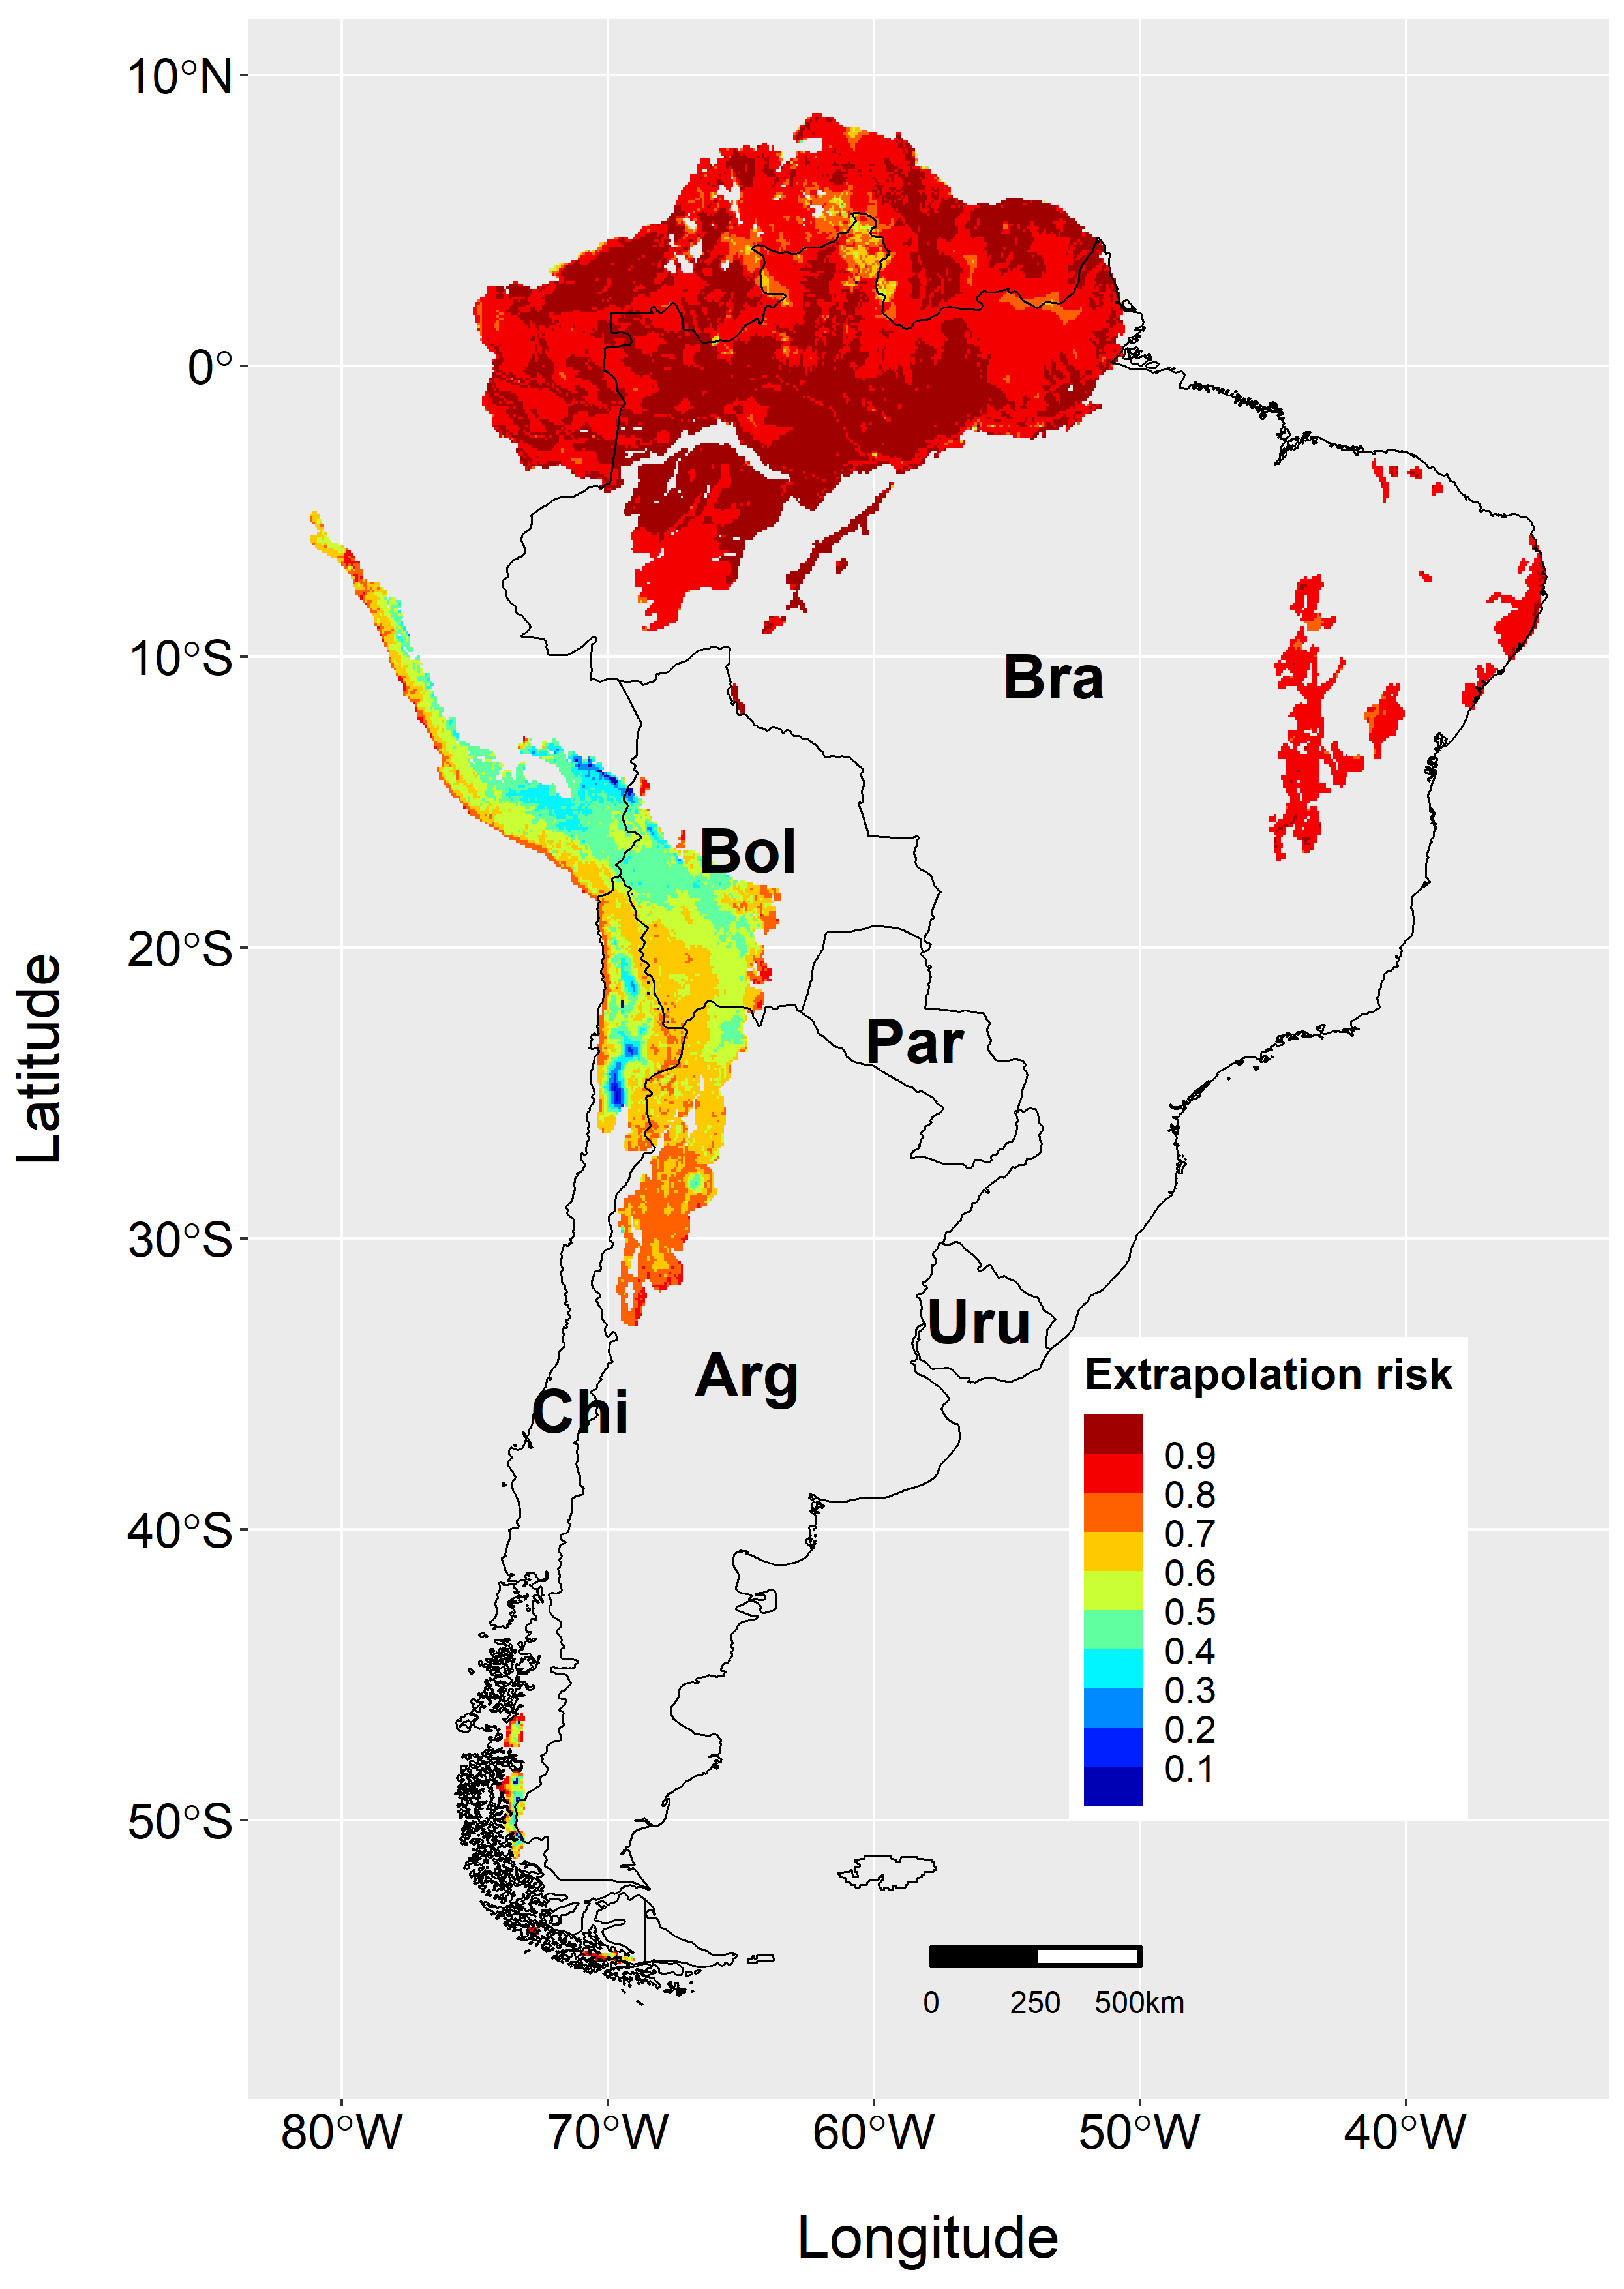 10°N
0°
10°S
20°S
30°S
40°S
50°S
Latitude
Bra
Bol
Par
Uru
Arg
Chi
Extrapolation risk
0.9
0.8
0.7
0.6
0.5
0.4
0.3
0.2
0.1
0 250 500km
80°W 70°W 60°W 50°W 40°W
Longitude